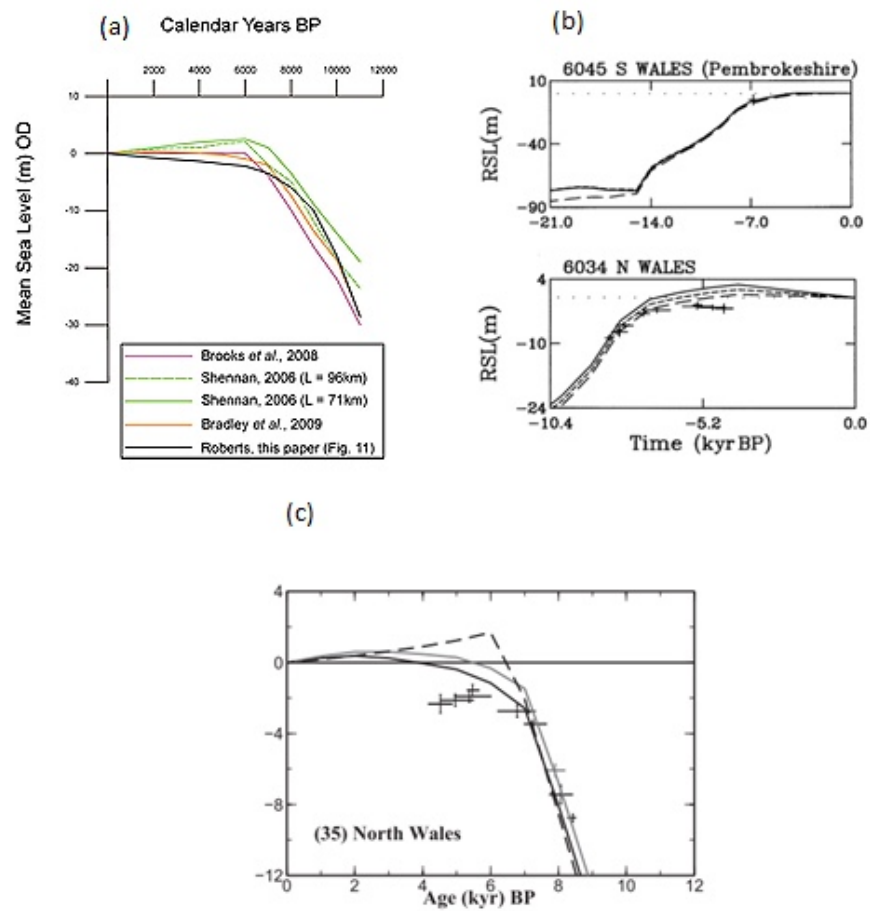 (a)
Calendar Years BP
2000 4000 6000 8000 10000 12000
10
0
-10
-20
-30
-40
Mean Sea Level (m) OD
Brooks et al., 2008
Shennan, 2006 (L = 96km)
Shennan, 2006 (L = 71km)
Bradley et al., 2009
Roberts, this paper (Fig. 11)
(b)
6045 S WALES (Pembrokeshire)
10
-40
-90
RSL(m)
-21.0 -14.0 -7.0 0.0
6034 N WALES
4
-10
-24
RSL(m)
-10.4 -5.2 0.0
Time (kyr BP)
(c)
4
0
-4
-8
-12
(35) North Wales
0 2 4 6 8 10 12
Age (kyr) BP